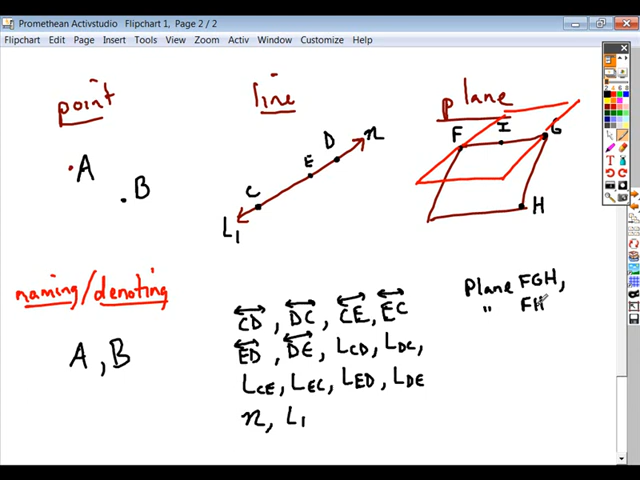 Promethean Activstudio Flipchart 1, Page 2 / 2
Flipchart Edit Page Insert Tools View Zoom Activ Window Customize Help
point line plane
A
B
C E D n
L1
F I G
H
naming/denoting
A, B
CD, DC, CE, EC
ED, DE, LCD, LDC,
LCE, LEC, LED, LDE
n, L1
Plane FGH,
" FH